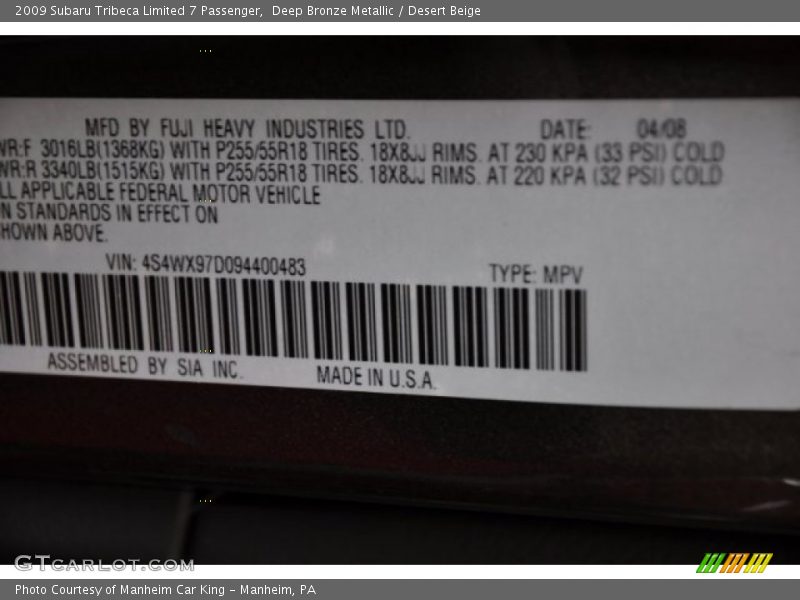 2009 Subaru Tribeca Limited 7 Passenger, Deep Bronze Metallic / Desert Beige
MFD BY FUJI HEAVY INDUSTRIES LTD. DATE: 04/08
WR:F 3016LB(1368KG) WITH P255/55R18 TIRES. 18X8JJ RIMS. AT 230 KPA (33 PSI) COLD
WR:R 3340LB(1515KG) WITH P255/55R18 TIRES. 18X8JJ RIMS. AT 220 KPA (32 PSI) COLD
LL APPLICABLE FEDERAL MOTOR VEHICLE
N STANDARDS IN EFFECT ON
HOWN ABOVE.
VIN: 4S4WX97D094400483 TYPE: MPV
ASSEMBLED BY SIA INC. MADE IN U.S.A.
GTCARLOT.COM
Photo Courtesy of Manheim Car King - Manheim, PA